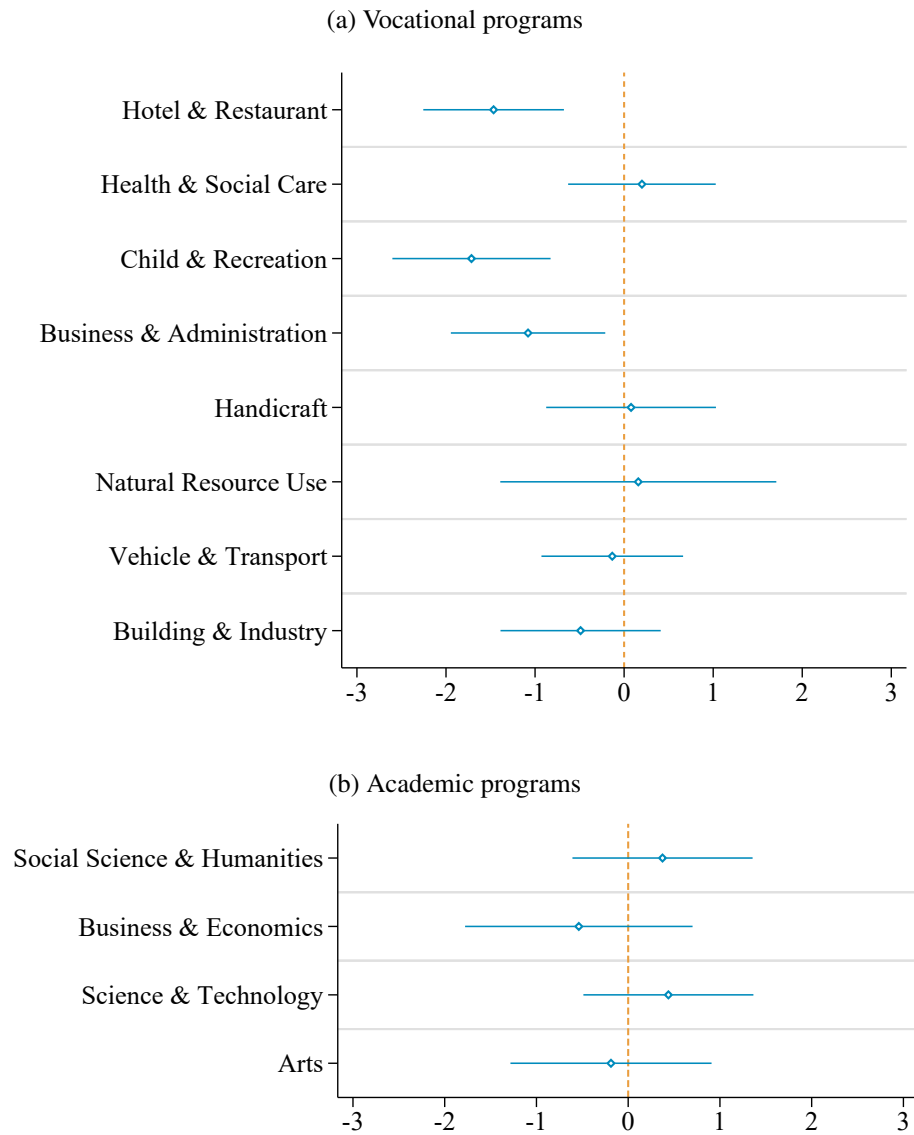 (a) Vocational programs
Hotel & Restaurant
Health & Social Care
Child & Recreation
Business & Administration
Handicraft
Natural Resource Use
Vehicle & Transport
Building & Industry
-3 -2 -1 0 1 2 3
(b) Academic programs
Social Science & Humanities
Business & Economics
Science & Technology
Arts
-3 -2 -1 0 1 2 3